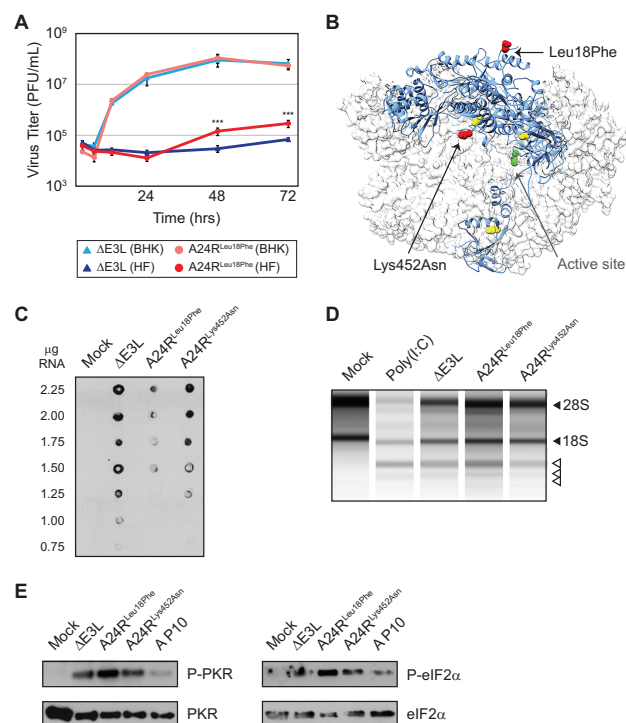 A
Virus Titer (PFU/mL)
10⁹
10⁷
10⁵
10³
***
***
24
48
72
Time (hrs)
ΔE3L (BHK)
A24R^Leu18Phe (BHK)
ΔE3L (HF)
A24R^Leu18Phe (HF)
B
Leu18Phe
Lys452Asn
Active site
C
µg
RNA
Mock
ΔE3L
A24R^Leu18Phe
A24R^Lys452Asn
2.25
2.00
1.75
1.50
1.25
1.00
0.75
D
Mock
Poly(I:C)
ΔE3L
A24R^Leu18Phe
A24R^Lys452Asn
28S
18S
E
Mock
ΔE3L
A24R^Leu18Phe
A24R^Lys452Asn
A P10
P-PKR
PKR
Mock
ΔE3L
A24R^Leu18Phe
A24R^Lys452Asn
A P10
P-eIF2α
eIF2α